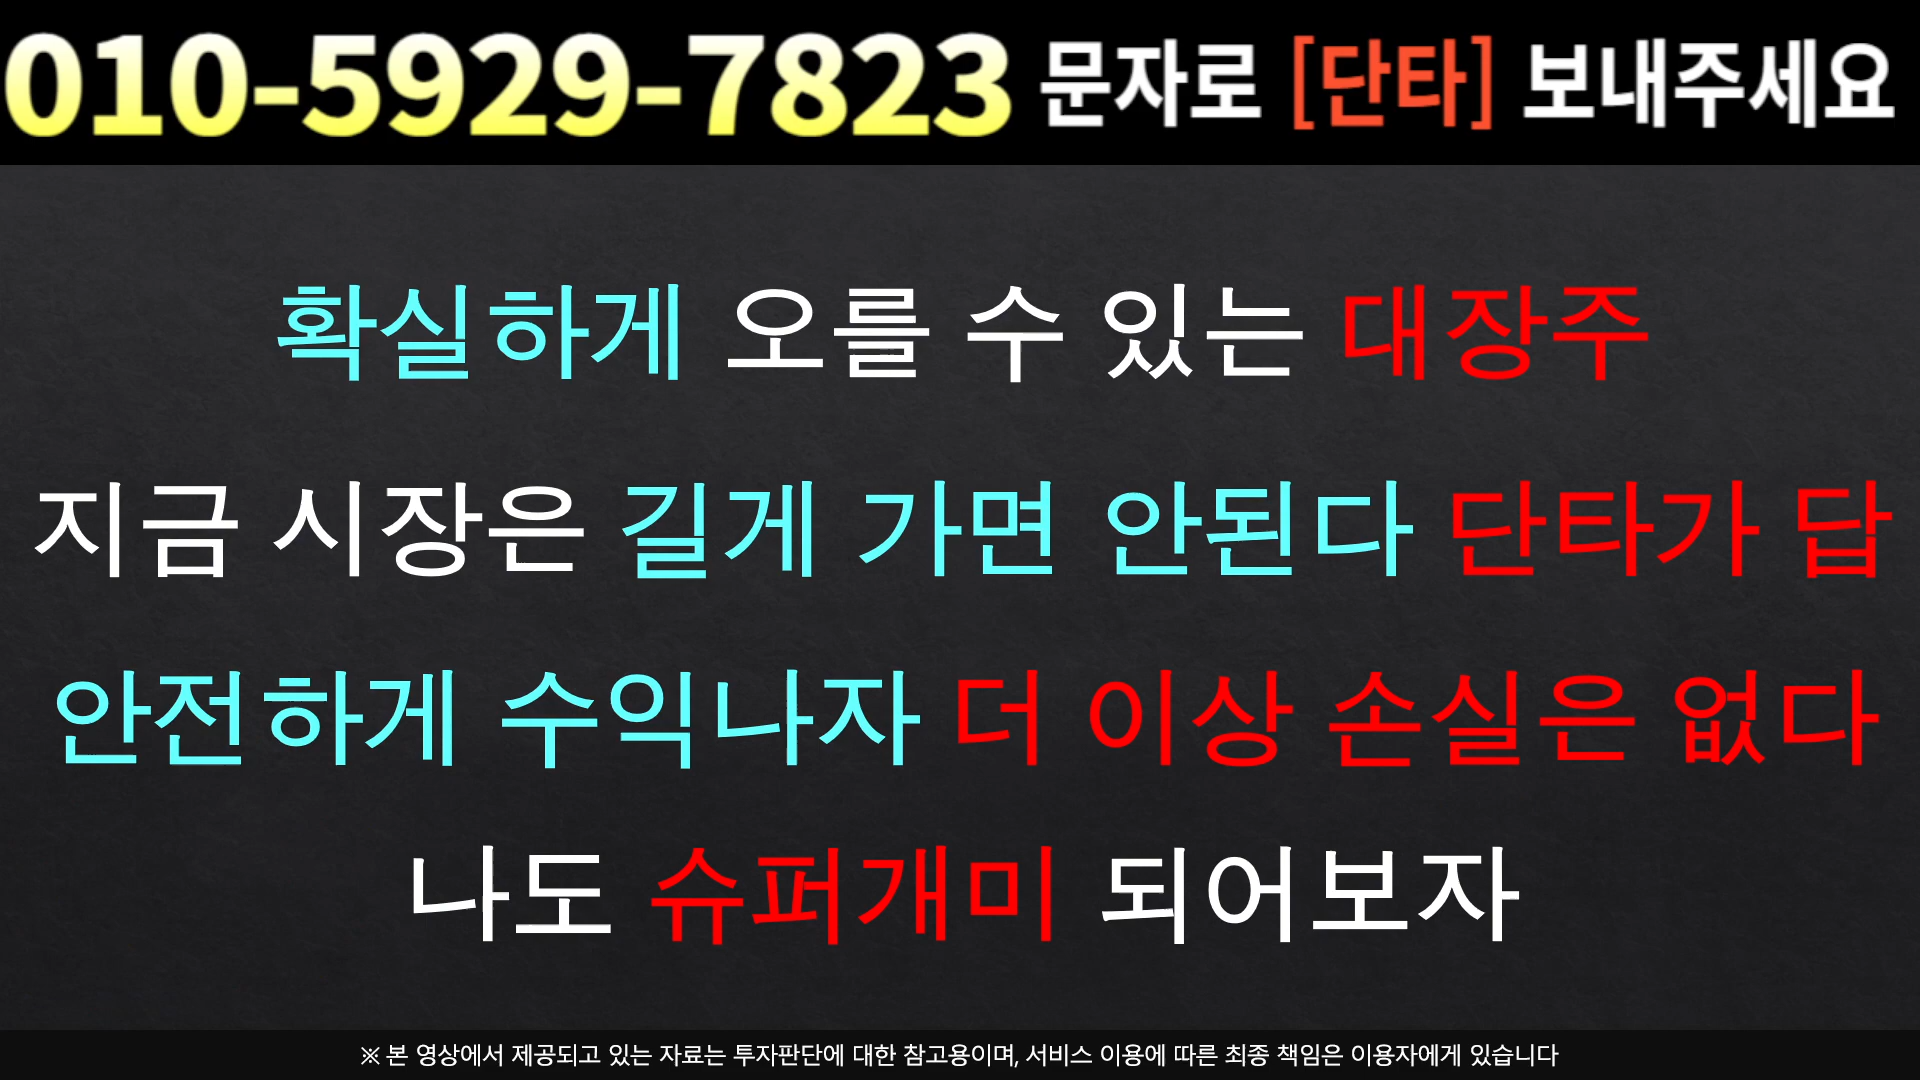 010-5929-7823 문자로 [단타] 보내주세요
확실하게 오를 수 있는 대장주
지금 시장은 길게 가면 안된다 단타가 답
안전하게 수익나자 더 이상 손실은 없다
나도 슈퍼개미 되어보자
※ 본 영상에서 제공되고 있는 자료는 투자판단에 대한 참고용이며, 서비스 이용에 따른 최종 책임은 이용자에게 있습니다